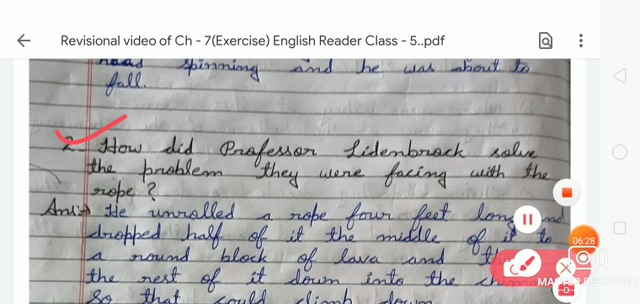 Revisional video of Ch - 7(Exercise) English Reader Class - 5..pdf
head spinning and he was about to
fall.
2. How did Professor Lidenbrock solve
the problem they were facing with the
rope?
Ans→ He unrolled a rope four feet long and
dropped half of it the middle of it to
a round block of lava and
the rest of it down into the
So that could climb down
06:28